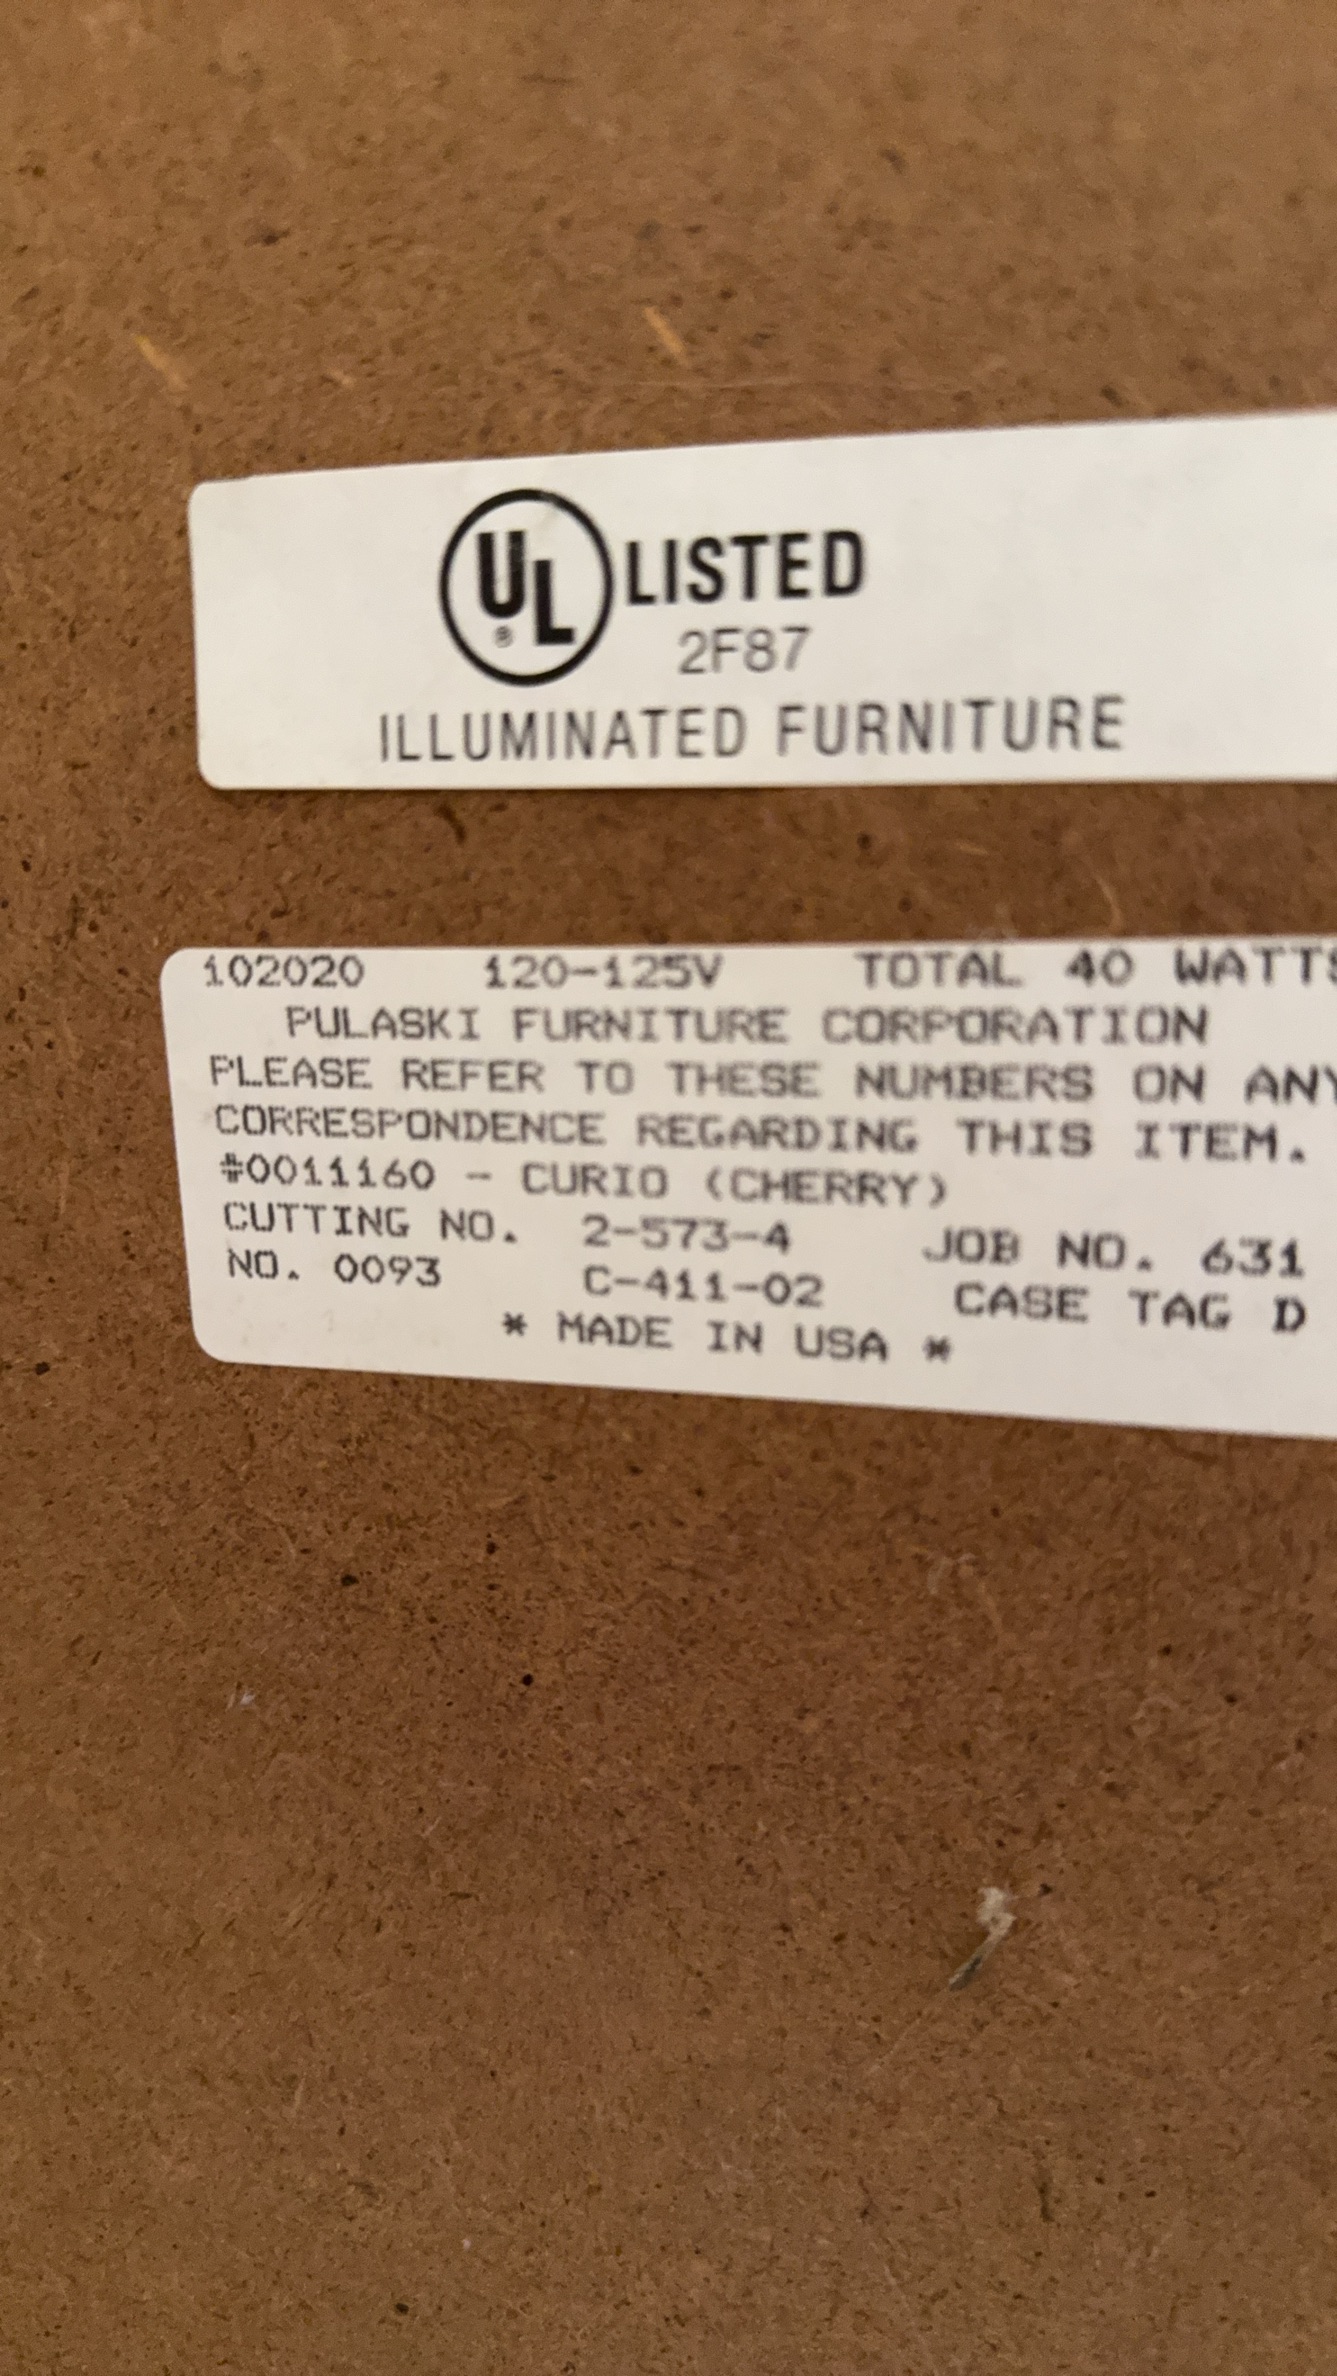 UL® LISTED
2F87
ILLUMINATED FURNITURE
102020 120-125V TOTAL 40 WATTS
PULASKI FURNITURE CORPORATION
PLEASE REFER TO THESE NUMBERS ON ANY
CORRESPONDENCE REGARDING THIS ITEM.
#0011160 - CURIO (CHERRY)
CUTTING NO. 2-573-4 JOB NO. 631
NO. 0093 C-411-02 CASE TAG D
* MADE IN USA *